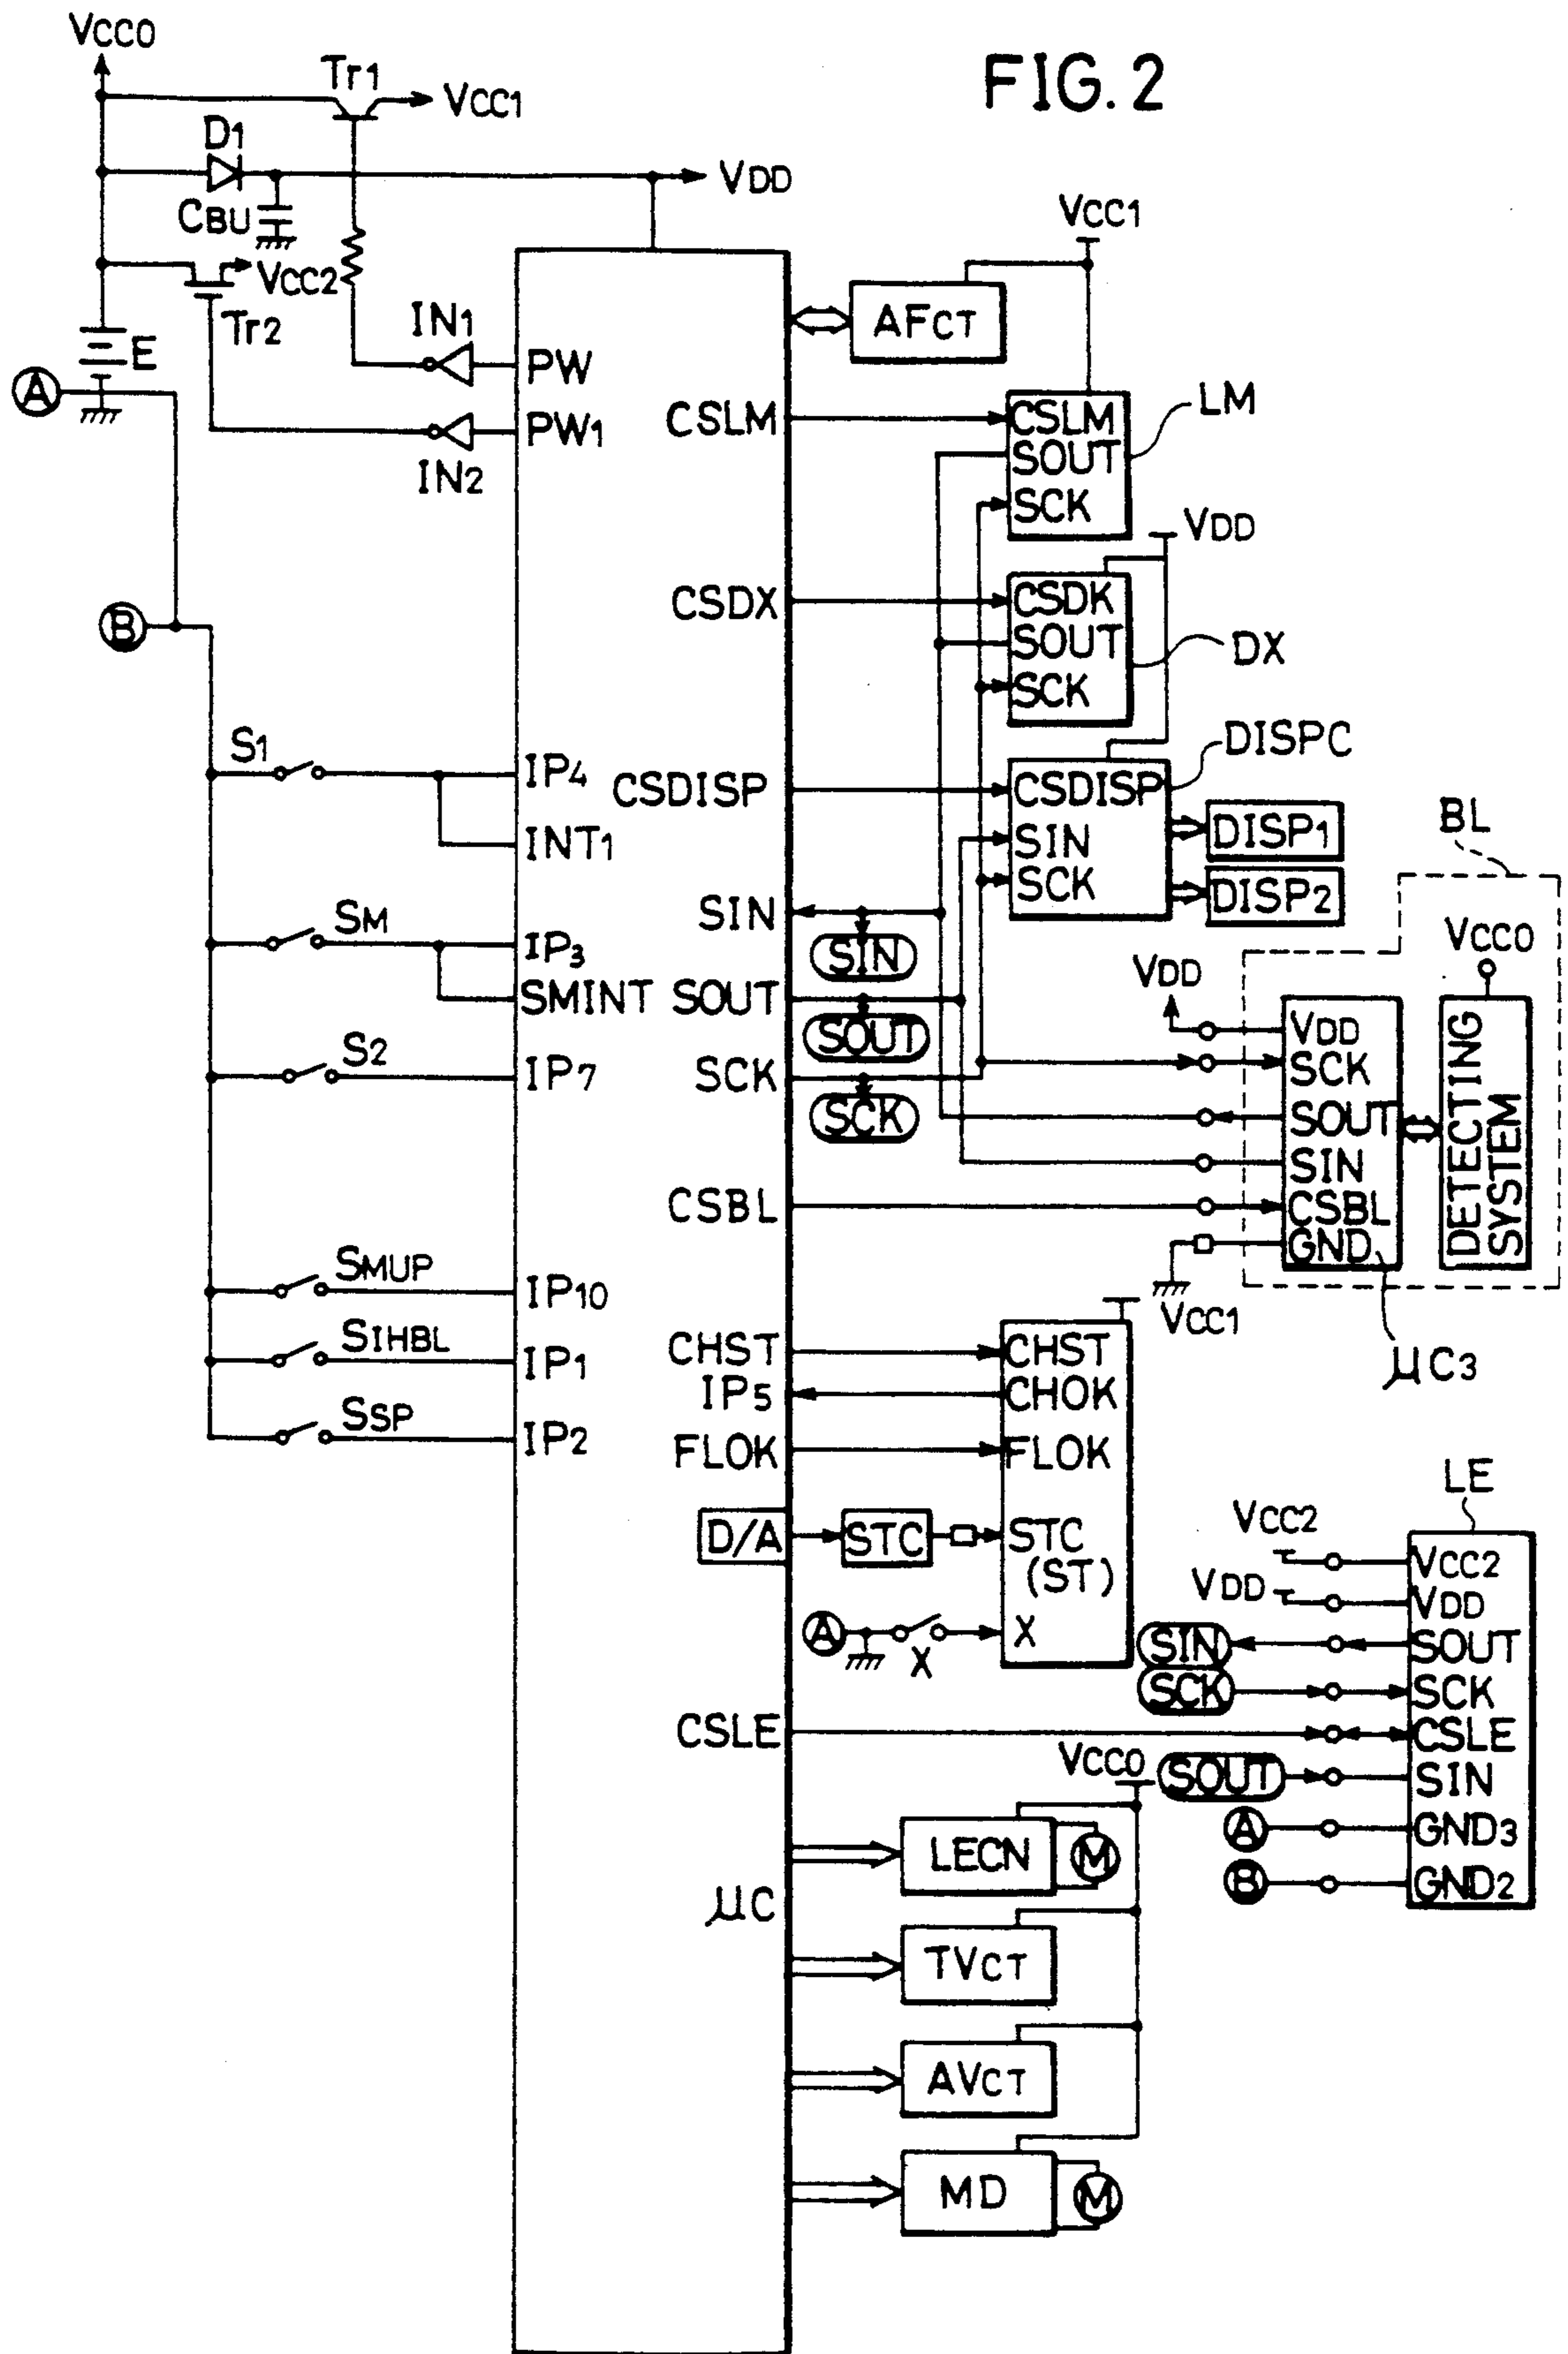 FIG. 2
VCC0
Tr1
VCC1
D1
VDD
CBU
VCC2
Tr2
E
A
IN1
PW
PW1
IN2
B
S1
IP4
INT1
SM
IP3
SMINT
S2
IP7
SMUP
IP10
SIHBL
IP1
SSP
IP2
μC
VCC1
AFCT
CSLM
CSLM
SOUT
SCK
LM
VDD
CSDX
CSDK
SOUT
SCK
DX
DISPC
CSDISP
CSDISP
SIN
SCK
DISP1
DISP2
SIN
SIN
SOUT
SOUT
SCK
SCK
BL
VCC0
VDD
VDD
SCK
SOUT
SIN
CSBL
GND
DETECTING
SYSTEM
μC3
CSBL
VCC1
CHST
CHST
IP5
CHOK
FLOK
FLOK
D/A
STC
STC
(ST)
A
X
X
LE
VCC2
VCC2
VDD
VDD
SIN
SOUT
SCK
SCK
CSLE
CSLE
SOUT
SIN
A
GND3
B
GND2
VCC0
LECN
M
TVCT
AVCT
MD
M